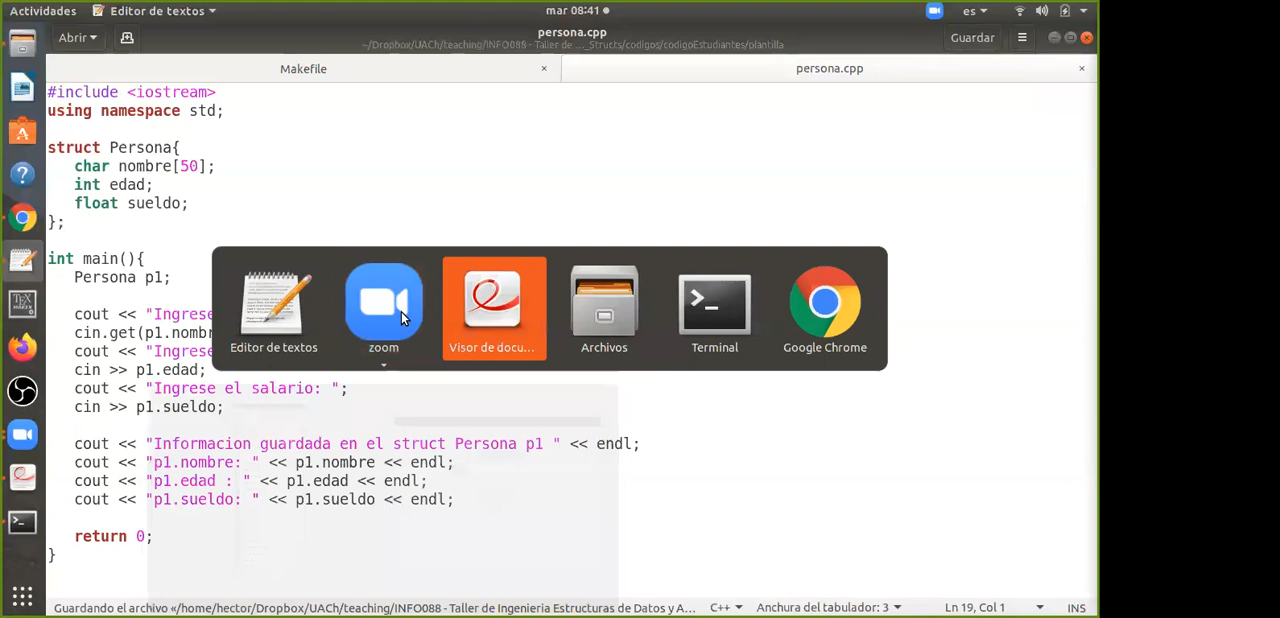 Actividades Editor de textos mar 08:41 es
Abrir persona.cpp Guardar
~/Dropbox/UACh/teaching/INFO088 - Taller de ..._Structs/codigos/codigoEstudiantes/plantilla
Makefile × persona.cpp ×
#include <iostream>
using namespace std;
struct Persona{
char nombre[50];
int edad;
float sueldo;
};
int main(){
Persona p1;
cout << "Ingrese
cin.get(p1.nombr
cout << "Ingrese
cin >> p1.edad;
cout << "Ingrese el salario: ";
cin >> p1.sueldo;
cout << "Informacion guardada en el struct Persona p1 " << endl;
cout << "p1.nombre: " << p1.nombre << endl;
cout << "p1.edad : " << p1.edad << endl;
cout << "p1.sueldo: " << p1.sueldo << endl;
return 0;
}
Editor de textos zoom Visor de docu... Archivos Terminal Google Chrome
Guardando el archivo «/home/hector/Dropbox/UACh/teaching/INFO088 - Taller de Ingenieria Estructuras de Datos y A... C++ Anchura del tabulador: 3 Ln 19, Col 1 INS